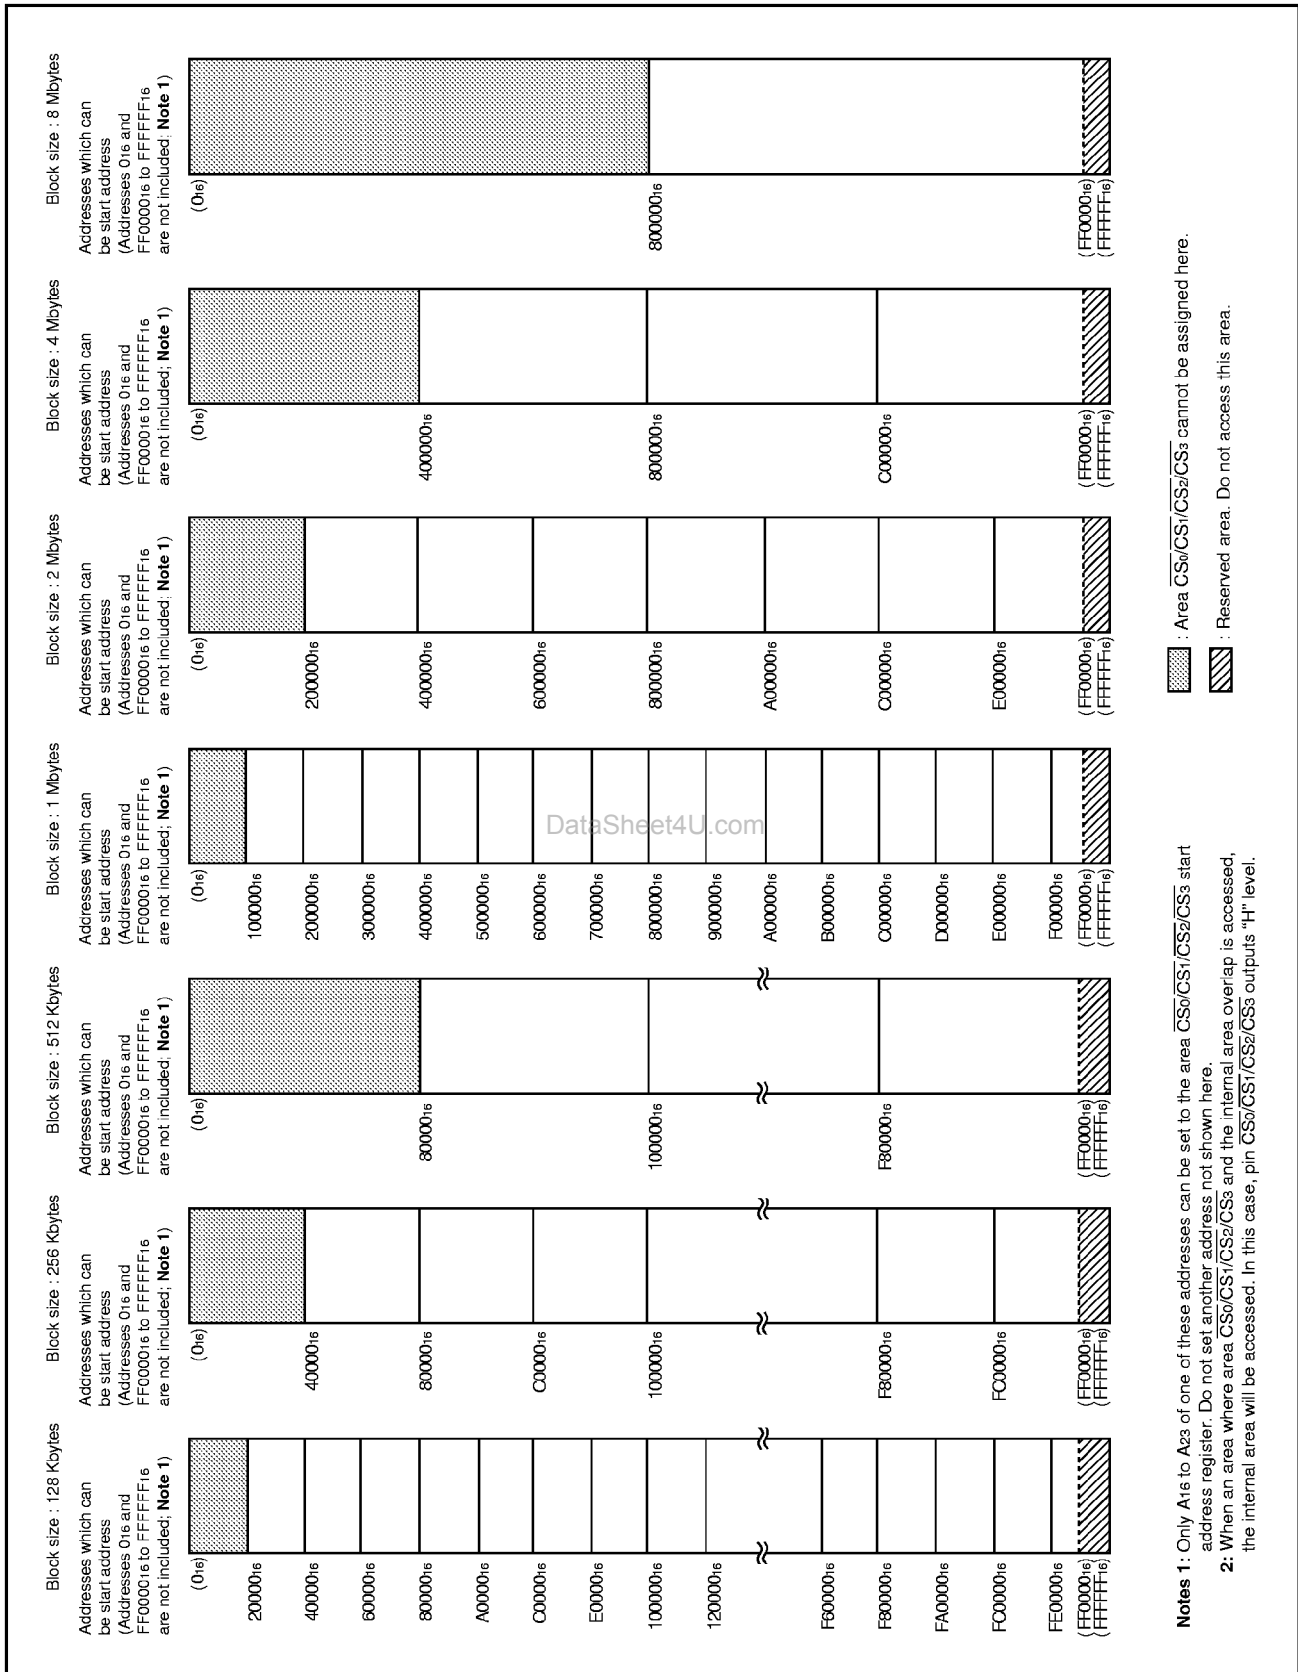 Block size : 128 Kbytes
Addresses which can
be start address
(Addresses 016 and
FF000016 to FFFFFF16
are not included; Note 1)
(016)
2000016
4000016
6000016
8000016
A000016
C000016
E000016
10000016
12000016
F6000016
F8000016
FA000016
FC000016
FE000016
(FF000016)
(FFFFFF16)
Block size : 256 Kbytes
Addresses which can
be start address
(Addresses 016 and
FF000016 to FFFFFF16
are not included; Note 1)
(016)
4000016
8000016
C000016
10000016
F8000016
FC000016
(FF000016)
(FFFFFF16)
Block size : 512 Kbytes
Addresses which can
be start address
(Addresses 016 and
FF000016 to FFFFFF16
are not included; Note 1)
(016)
8000016
10000016
F8000016
(FF000016)
(FFFFFF16)
Block size : 1 Mbytes
Addresses which can
be start address
(Addresses 016 and
FF000016 to FFFFFF16
are not included; Note 1)
(016)
10000016
20000016
30000016
40000016
50000016
60000016
70000016
80000016
90000016
A0000016
B0000016
C0000016
D0000016
E0000016
F0000016
(FF000016)
(FFFFFF16)
Block size : 2 Mbytes
Addresses which can
be start address
(Addresses 016 and
FF000016 to FFFFFF16
are not included; Note 1)
(016)
20000016
40000016
60000016
80000016
A0000016
C0000016
E0000016
(FF000016)
(FFFFFF16)
Block size : 4 Mbytes
Addresses which can
be start address
(Addresses 016 and
FF000016 to FFFFFF16
are not included; Note 1)
(016)
40000016
80000016
C0000016
(FF000016)
(FFFFFF16)
Block size : 8 Mbytes
Addresses which can
be start address
(Addresses 016 and
FF000016 to FFFFFF16
are not included; Note 1)
(016)
80000016
(FF000016)
(FFFFFF16)
DataSheet4U.com
: Area CS0/CS1/CS2/CS3 cannot be assigned here.
: Reserved area. Do not access this area.
Notes 1: Only A16 to A23 of one of these addresses can be set to the area CS0/CS1/CS2/CS3 start
address register. Do not set another address not shown here.
2: When an area where area CS0/CS1/CS2/CS3 and the internal area overlap is accessed,
the internal area will be accessed. In this case, pin CS0/CS1/CS2/CS3 outputs “H” level.